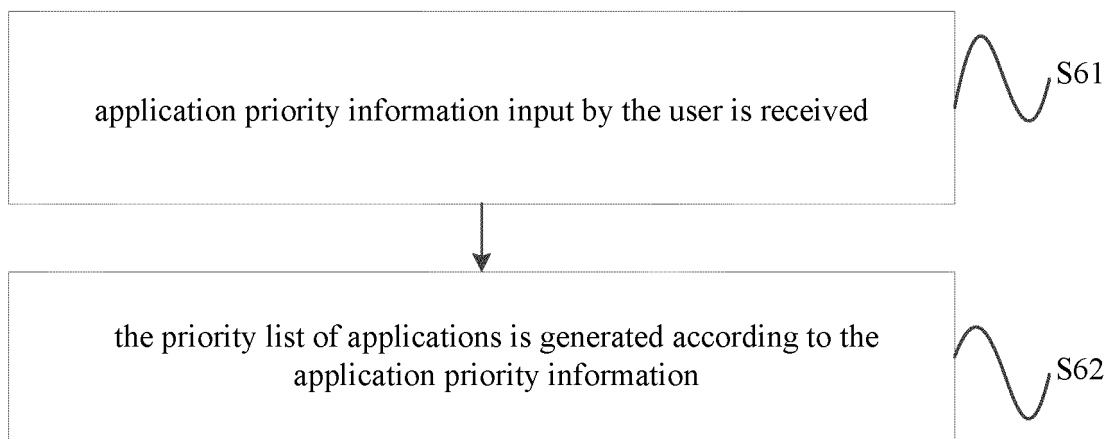 application priority information input by the user is received
S61
the priority list of applications is generated according to the
application priority information
S62